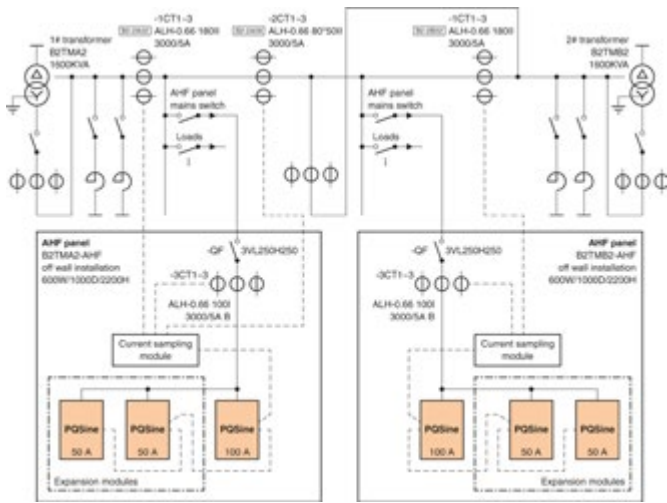 -1CT1~3
ALH-0.66 180II
3000/5A
-2CT1~3
ALH-0.66 80*50II
3000/5A
-1CT1~3
ALH-0.66 180II
3000/5A
1# transformer
B2TMA2
1600KVA
2# transformer
B2TMB2
1600KVA
AHF panel
mains switch
Loads
AHF panel
mains switch
Loads
AHF panel
B2TMA2-AHF
off wall installation
600W/1000D/2200H
-QF
3VL250H250
-3CT1~3
ALH-0.66 100I
3000/5A B
Current sampling
module
PQSine
50 A
PQSine
50 A
PQSine
100 A
Expansion modules
AHF panel
B2TMB2-AHF
off wall installation
600W/1000D/2200H
-QF
3VL250H250
-3CT1~3
ALH-0.66 100I
3000/5A B
Current sampling
module
PQSine
100 A
PQSine
50 A
PQSine
50 A
Expansion modules